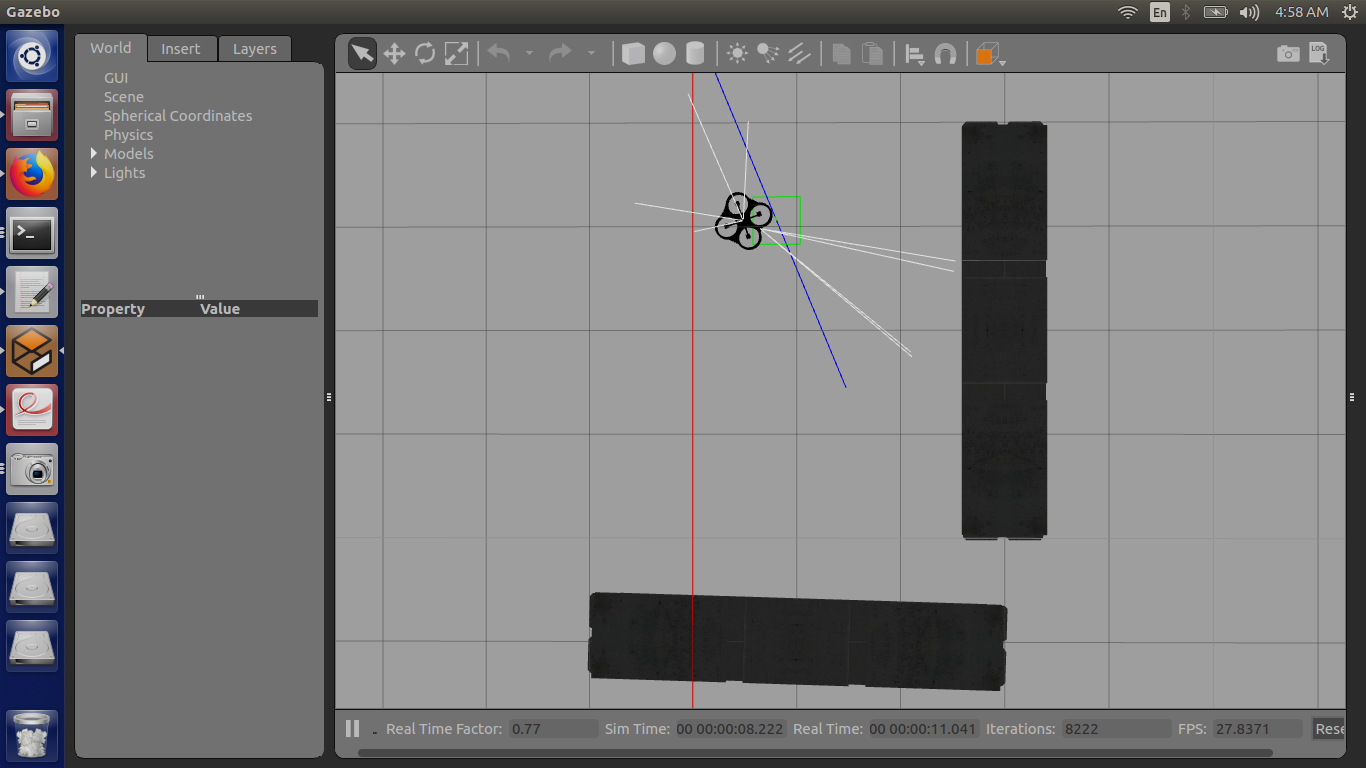 Gazebo
En
4:58 AM
World
Insert
Layers
GUI
Scene
Spherical Coordinates
Physics
Models
Lights
Property Value
LOG
Real Time Factor: 0.77 Sim Time: 00 00:00:08.222 Real Time: 00 00:00:11.041 Iterations: 8222 FPS: 27.8371 Rese